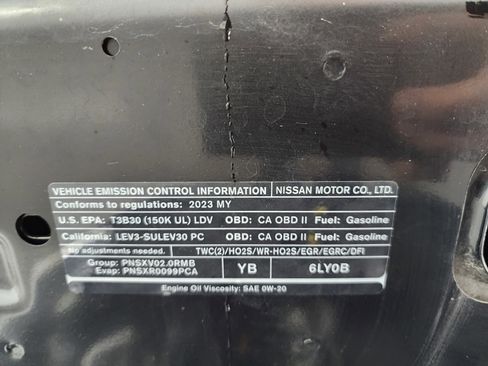 VEHICLE EMISSION CONTROL INFORMATION NISSAN MOTOR CO., LTD.
Conforms to regulations: 2023 MY
U.S. EPA: T3B30 (150K UL) LDV OBD: CA OBD II Fuel: Gasoline
California: LEV3-SULEV30 PC OBD: CA OBD II Fuel: Gasoline
No adjustments needed. TWC(2)/HO2S/WR-HO2S/EGR/EGRC/DFI
Group: PNSXV02.0RMB
Evap: PNSXR0099PCA
YB
6LY0B
Engine Oil Viscosity: SAE 0W-20